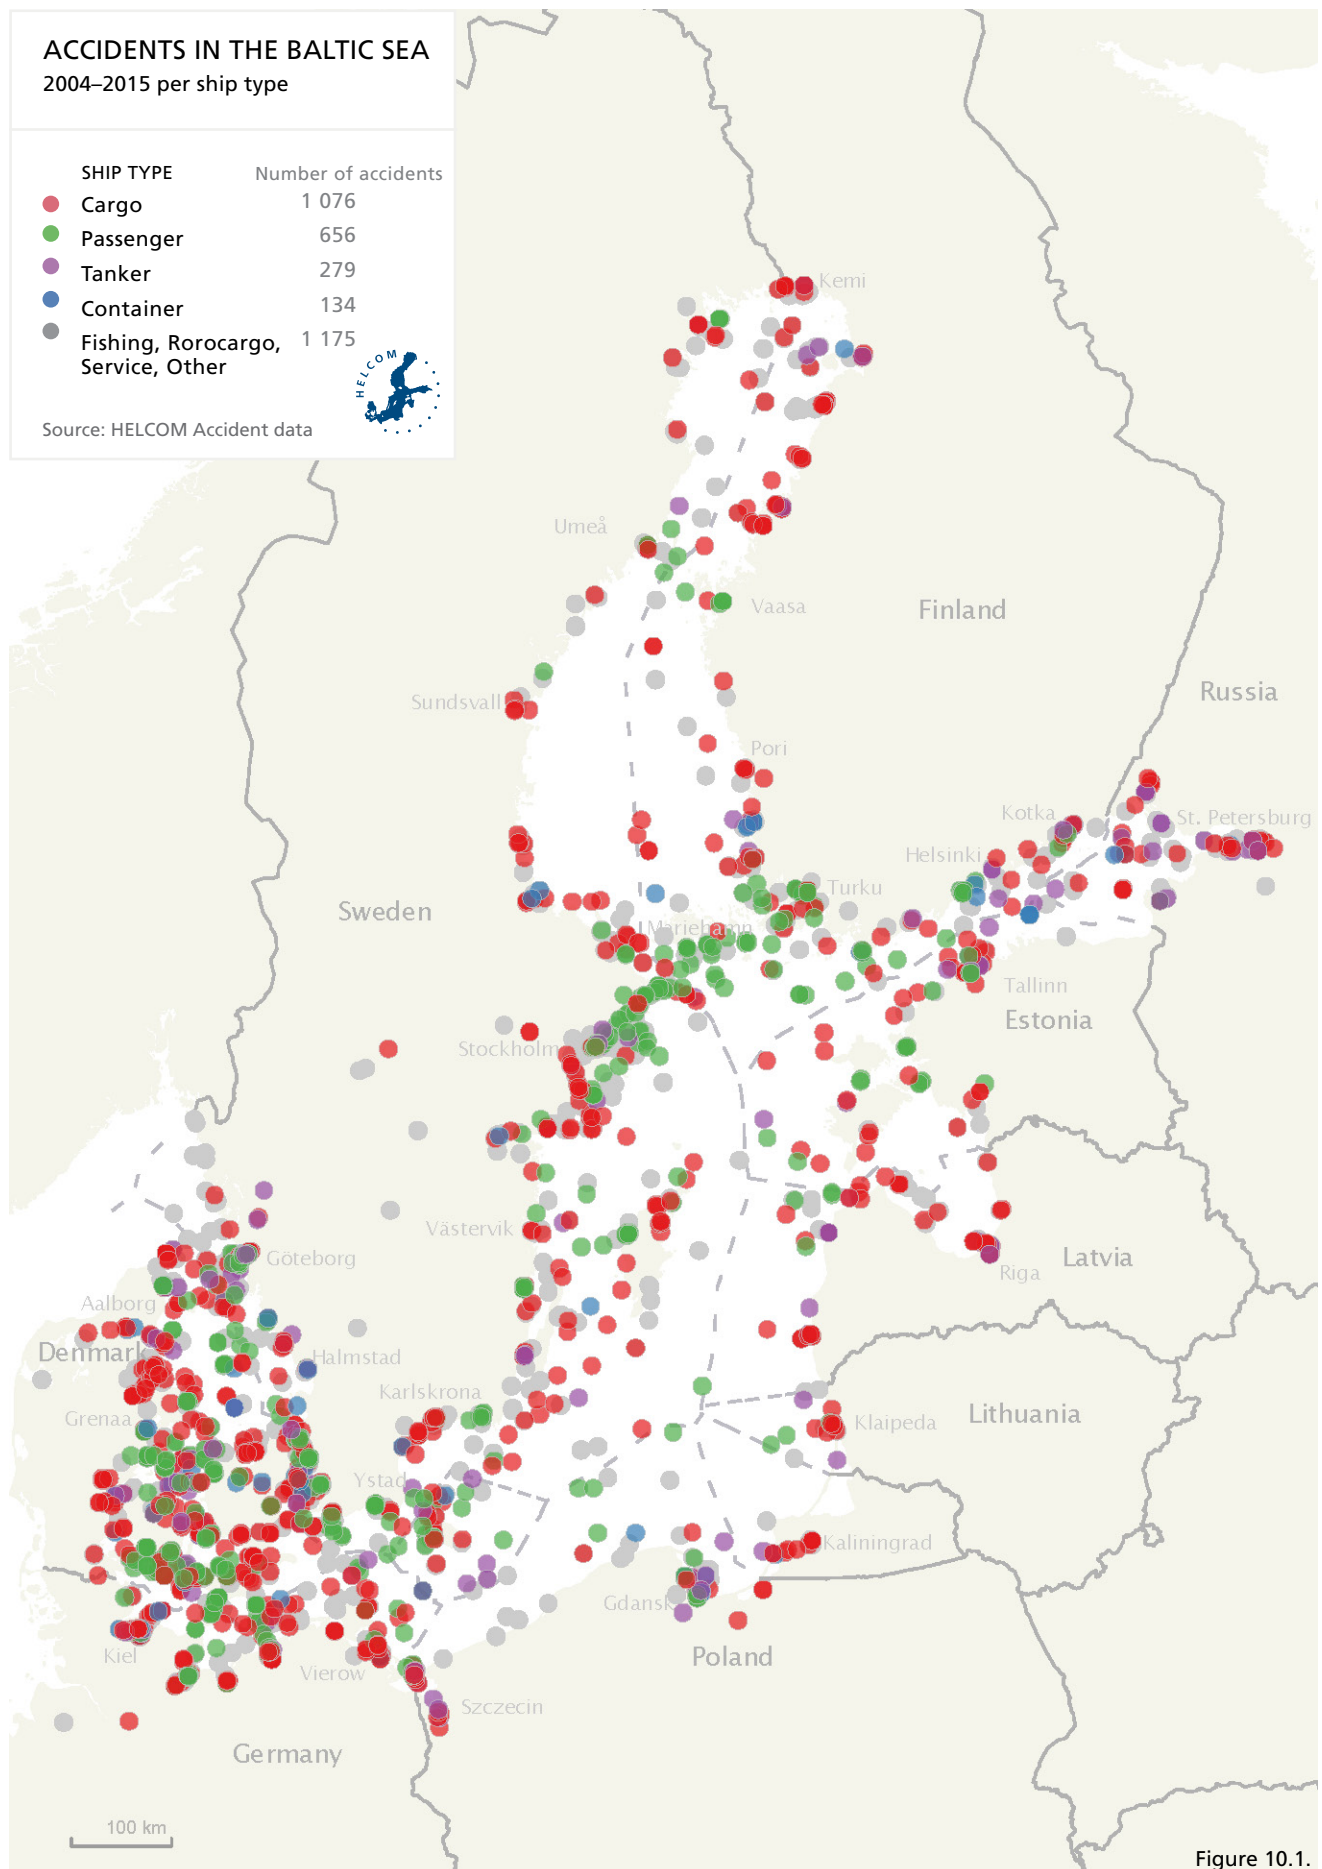 ACCIDENTS IN THE BALTIC SEA
2004–2015 per ship type
SHIP TYPE Number of accidents
Cargo 1 076
Passenger 656
Tanker 279
Container 134
Fishing, Rorocargo, 1 175
Service, Other
HELCOM
Source: HELCOM Accident data
Kemi
Umeå
Vaasa
Finland
Russia
Sundsvall
Pori
Kotka
St. Petersburg
Helsinki
Turku
Sweden
Mariehamn
Tallinn
Estonia
Stockholm
Västervik
Göteborg
Latvia
Riga
Aalborg
Denmark
Halmstad
Karlskrona
Grenaa
Klaipeda
Lithuania
Ystad
Kaliningrad
Gdansk
Kiel
Poland
Vierow
Szczecin
Germany
100 km
Figure 10.1.